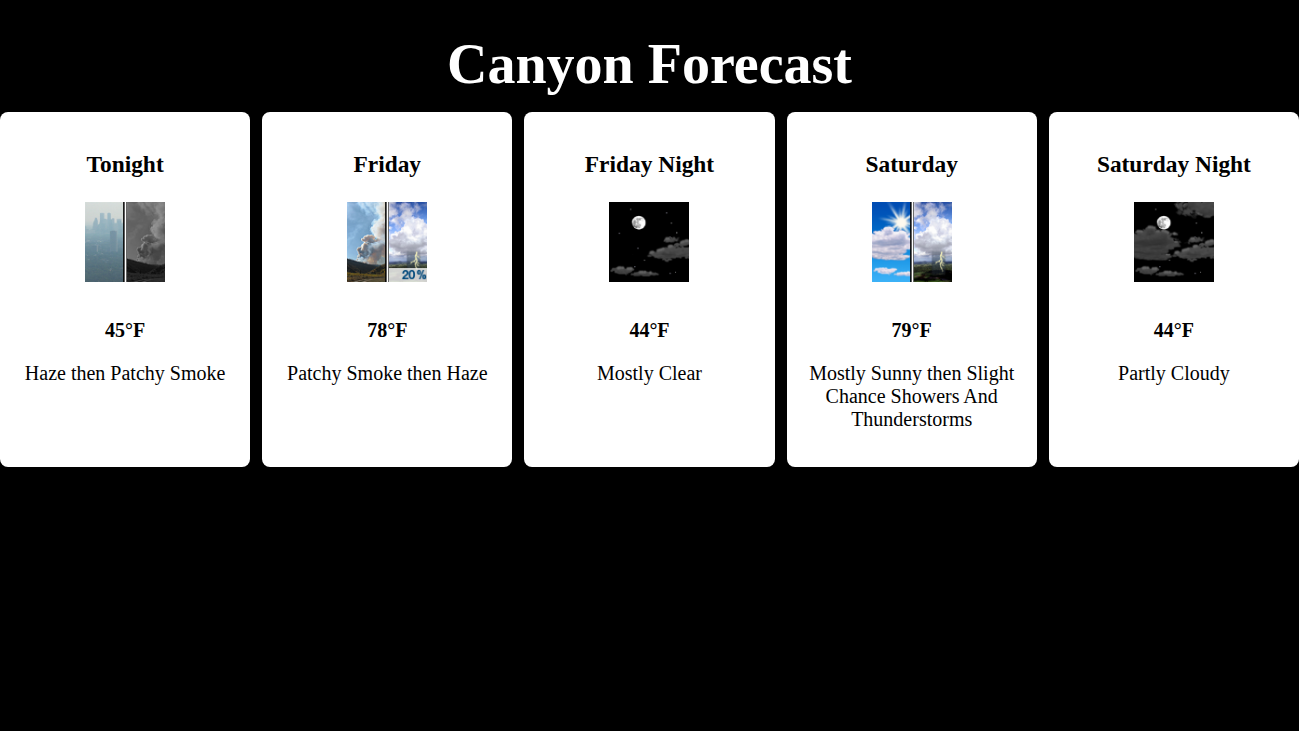 Canyon Forecast
Tonight
45°F
Haze then Patchy Smoke
Friday
20%
78°F
Patchy Smoke then Haze
Friday Night
44°F
Mostly Clear
Saturday
79°F
Mostly Sunny then Slight
Chance Showers And
Thunderstorms
Saturday Night
44°F
Partly Cloudy